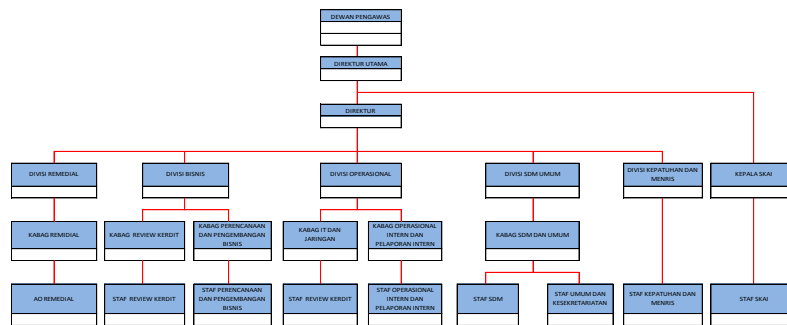 DEWAN PENGAWAS
DIREKTUR UTAMA
DIREKTUR
DIVISI REMEDIAL
DIVISI BISNIS
DIVISI OPERASIONAL
DIVISI SDM UMUM
DIVISI KEPATUHAN DAN
MENRIS
KEPALA SKAI
KABAG REMIDIAL
KABAG REVIEW KERDIT
KABAG PERENCANAAN
DAN PENGEMBANGAN
BISNIS
KABAG IT DAN
JARINGAN
KABAG OPERASIONAL
INTERN DAN
PELAPORAN INTERN
KABAG SDM DAN UMUM
AO REMEDIAL
STAF REVIEW KERDIT
STAF PERENCANAAN
DAN PENGEMBANGAN
BISNIS
STAF REVIEW KERDIT
STAF OPERASIONAL
INTERN DAN
PELAPORAN INTERN
STAF SDM
STAF UMUM DAN
KESEKRETARIATAN
STAF KEPATUHAN DAN
MENRIS
STAF SKAI